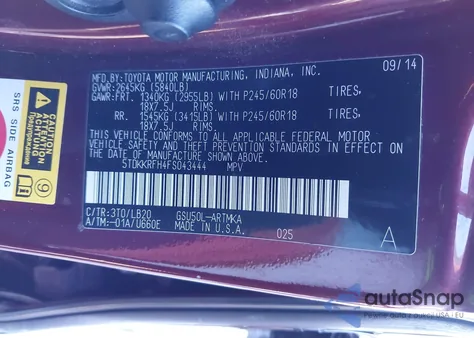 MFD. BY: TOYOTA MOTOR MANUFACTURING, INDIANA, INC. 09/14
GVWR: 2645KG (5840LB)
GAWR: FRT. 1340KG (2955LB) WITH P245/60R18 TIRES,
18X7.5J RIMS.
RR. 1545KG (3415LB) WITH P245/60R18 TIRES,
18X7.5J RIMS.
THIS VEHICLE CONFORMS TO ALL APPLICABLE FEDERAL MOTOR
VEHICLE SAFETY STANDARDS IN EFFECT ON THE DATE OF
MANUFACTURE SHOWN ABOVE.
5TDKKRFH4FS043444 MPV
C/TR: 3T0/LB20 GSU50L-ARTMKA
A/TM: -01A/U660E MADE IN U.S.A. 025 A
SRS SIDE AIRBAG
ACHTUNG
9
autoSnap